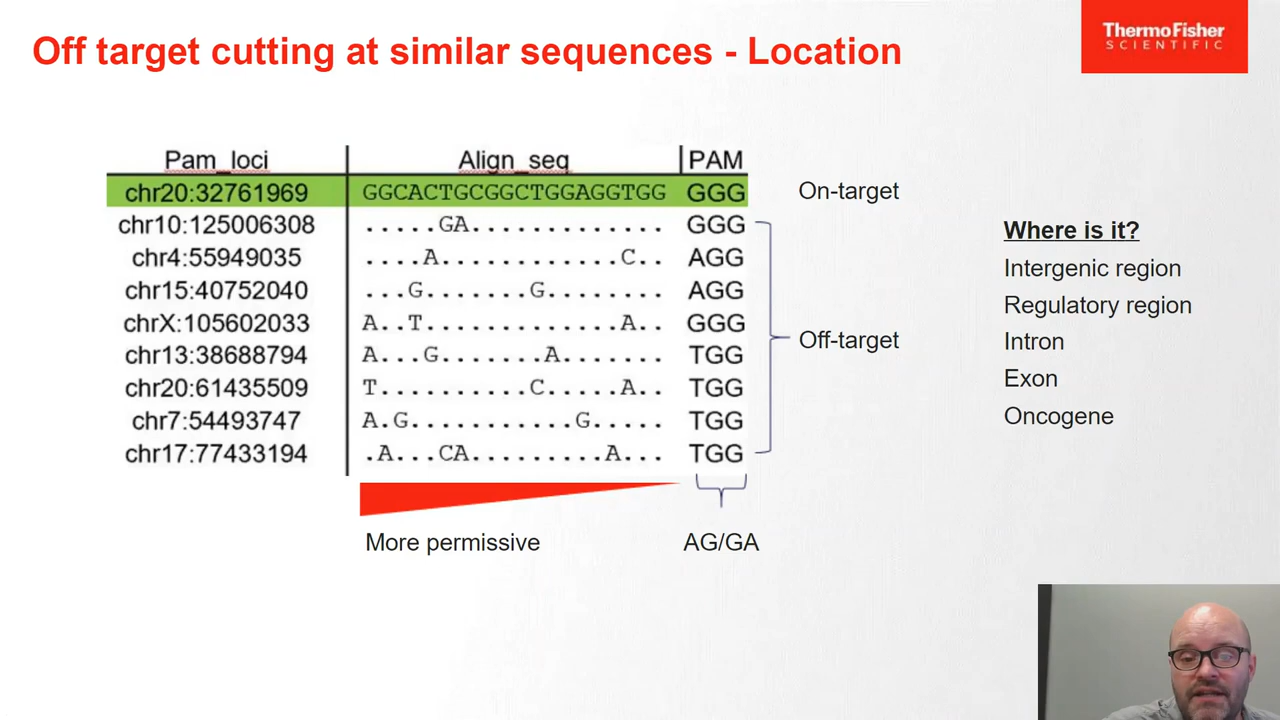 Off target cutting at similar sequences - Location
ThermoFisher
SCIENTIFIC
Pam_loci Align_seq PAM
chr20:32761969 GGCACTGCGGCTGGAGGTGG GGG On-target
chr10:125006308 .....GA............. GGG
chr4:55949035 ....A............C.. AGG
chr15:40752040 ...G.......G........ AGG
chrX:105602033 A..T.............A.. GGG
chr13:38688794 A...G.......A....... TGG
chr20:61435509 T..........C.....A.. TGG
chr7:54493747 A.G...........G..... TGG
chr17:77433194 .A...CA.........A... TGG
Off-target
More permissive
AG/GA
Where is it?
Intergenic region
Regulatory region
Intron
Exon
Oncogene